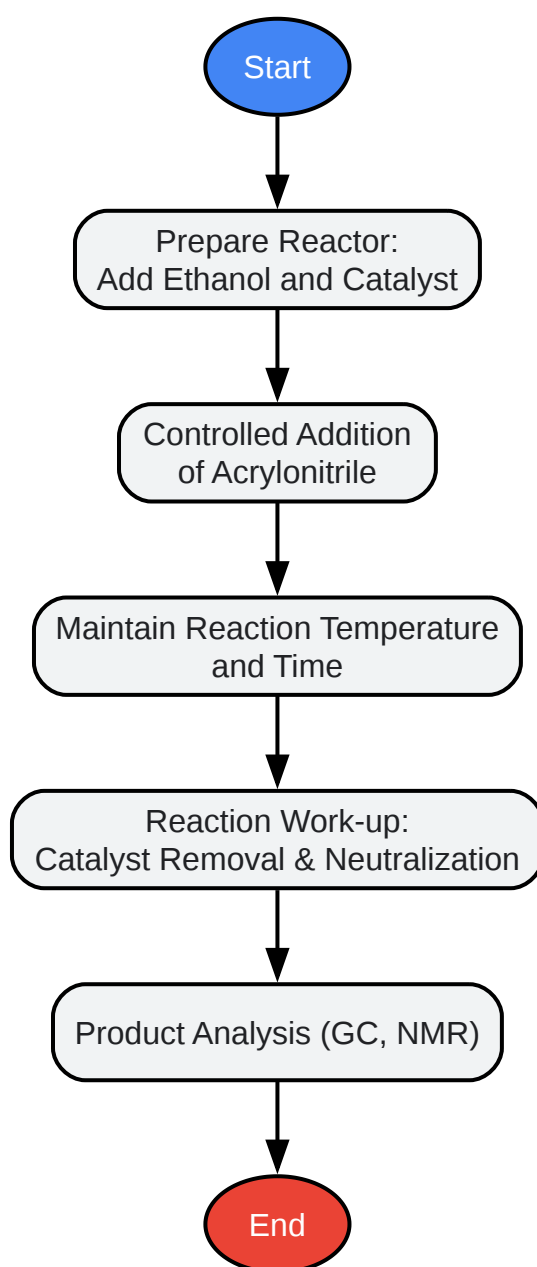 Start
Prepare Reactor:
Add Ethanol and Catalyst
Controlled Addition
of Acrylonitrile
Maintain Reaction Temperature
and Time
Reaction Work-up:
Catalyst Removal & Neutralization
Product Analysis (GC, NMR)
End